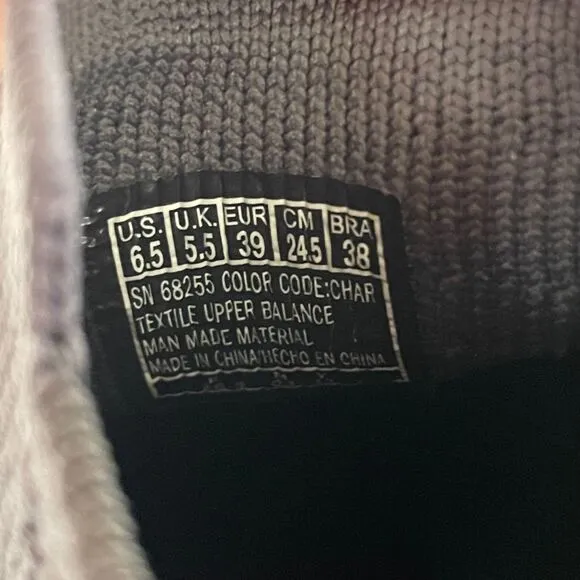 U.S. U.K. EUR CM BRA
6.5 5.5 39 24.5 38
SN 68255 COLOR CODE:CHAR
TEXTILE UPPER BALANCE
MAN MADE MATERIAL
MADE IN CHINA/HECHO EN CHINA